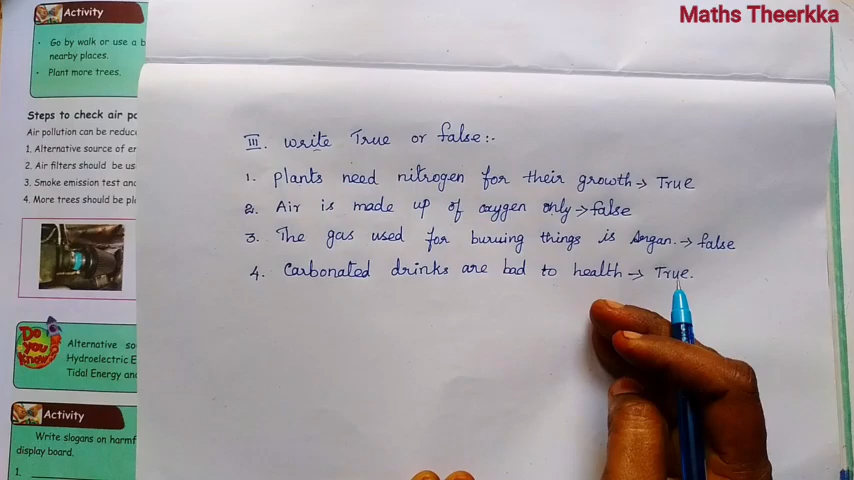 Maths Theerkka
Activity
Go by walk or use a b
nearby places.
Plant more trees.
Steps to check air po
Air pollution can be reduce
1. Alternative source of er
2. Air filters should be us
3. Smoke emission test and
4. More trees should be pl
Do you Know
Alternative so
Hydroelectric E
Tidal Energy and
Activity
Write slogans on harmf
display board.
1.
III. write True or false:-
1. plants need nitrogen for their growth → True
2. Air is made up of oxygen only → false
3. The gas used for buruing things is Argan. → false
4. Carbonated drinks are bad to health → True.